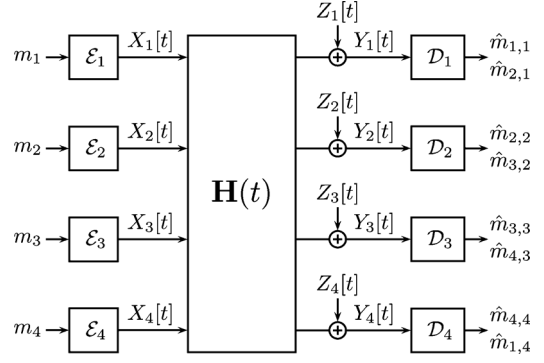 Z₁[t]
m₁ ℰ₁ X₁[t] Y₁[t] 𝒟₁ m̂₁,₁
m̂₂,₁
Z₂[t]
m₂ ℰ₂ X₂[t] Y₂[t] 𝒟₂ m̂₂,₂
m̂₃,₂
H(t)
Z₃[t]
m₃ ℰ₃ X₃[t] Y₃[t] 𝒟₃ m̂₃,₃
m̂₄,₃
Z₄[t]
m₄ ℰ₄ X₄[t] Y₄[t] 𝒟₄ m̂₄,₄
m̂₁,₄